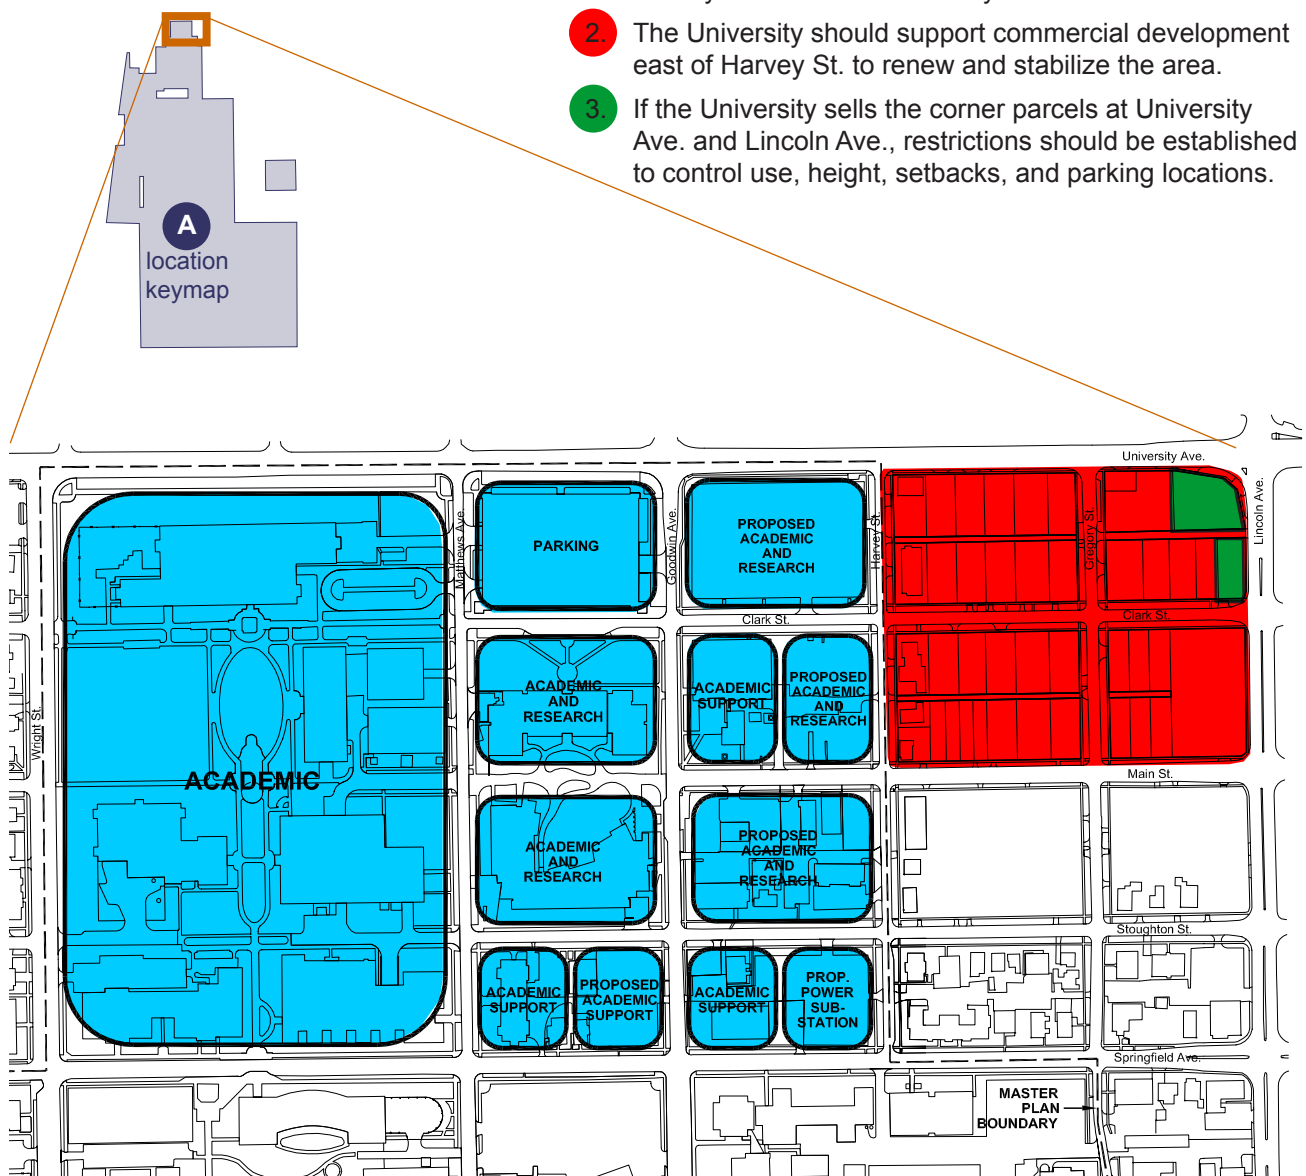 2. The University should support commercial development
east of Harvey St. to renew and stabilize the area.
3. If the University sells the corner parcels at University
Ave. and Lincoln Ave., restrictions should be established
to control use, height, setbacks, and parking locations.
A
location
keymap
University Ave.
Lincoln Ave.
Matthews Ave.
Goodwin Ave.
Harvey St.
Gregory St.
PARKING
PROPOSED
ACADEMIC
AND
RESEARCH
Clark St.
Clark St.
Wright St.
ACADEMIC
ACADEMIC
AND
RESEARCH
ACADEMIC
SUPPORT
PROPOSED
ACADEMIC
AND
RESEARCH
Main St.
ACADEMIC
AND
RESEARCH
PROPOSED
ACADEMIC
AND
RESEARCH
Stoughton St.
ACADEMIC
SUPPORT
PROPOSED
ACADEMIC
SUPPORT
ACADEMIC
SUPPORT
PROP.
POWER
SUB-
STATION
Springfield Ave.
MASTER
PLAN
BOUNDARY